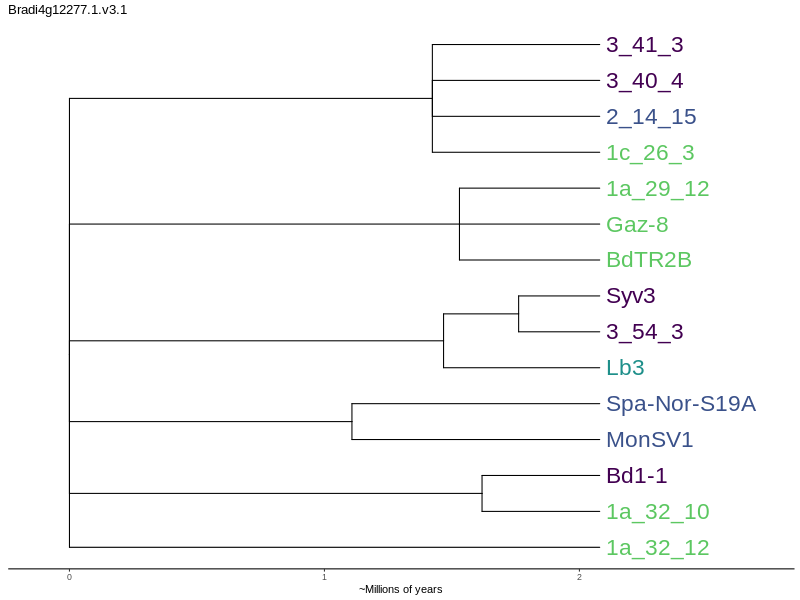 Bradi4g12277.1.v3.1
3_41_3
3_40_4
2_14_15
1c_26_3
1a_29_12
Gaz-8
BdTR2B
Syv3
3_54_3
Lb3
Spa-Nor-S19A
MonSV1
Bd1-1
1a_32_10
1a_32_12
0 1 2
~Millions of years